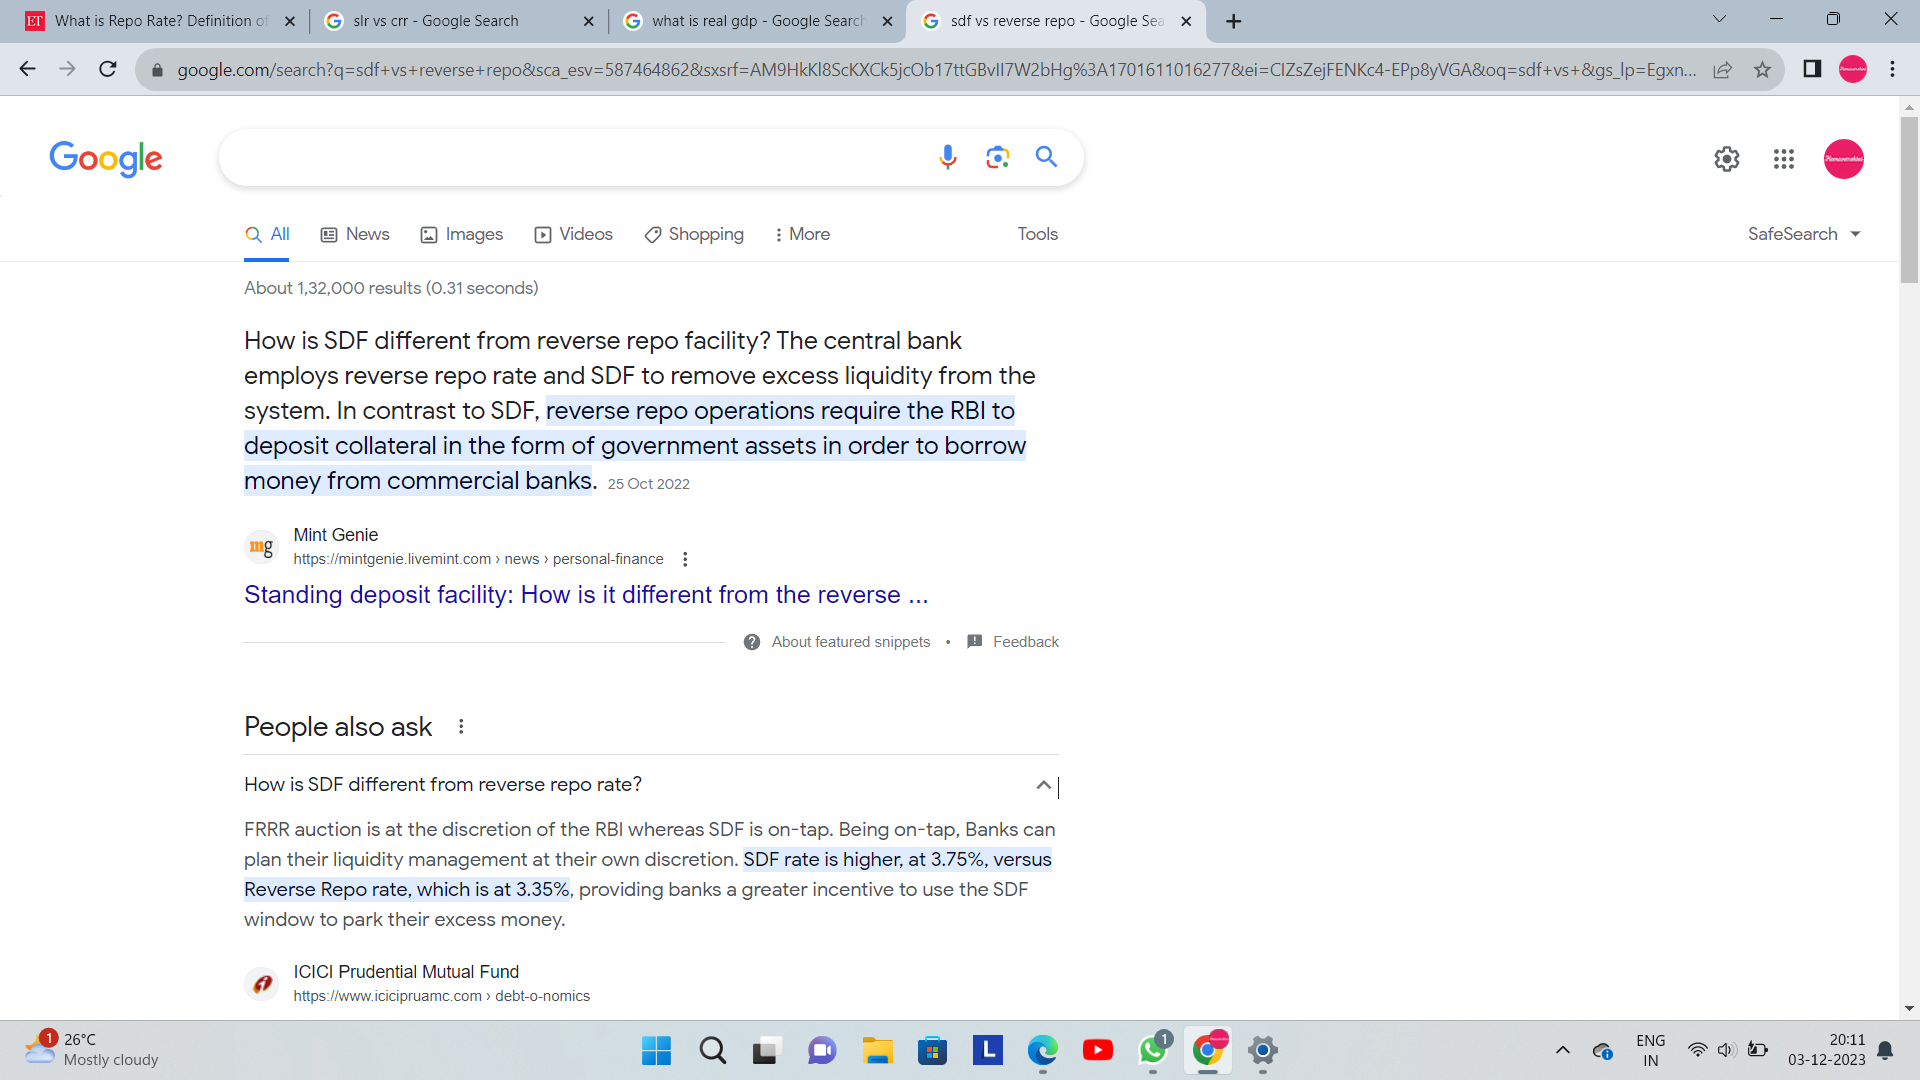 What is Repo Rate? Definition of
slr vs crr - Google Search
what is real gdp - Google Search
sdf vs reverse repo - Google Sea
google.com/search?q=sdf+vs+reverse+repo&sca_esv=587464862&sxsrf=AM9HkKl8ScKXCk5jcOb17ttGBvII7W2bHg%3A1701611016277&ei=CIZsZejFENKc4-EPp8yVGA&oq=sdf+vs+&gs_lp=Egxn...
Google
All
News
Images
Videos
Shopping
More
Tools
SafeSearch
About 1,32,000 results (0.31 seconds)
How is SDF different from reverse repo facility? The central bank
employs reverse repo rate and SDF to remove excess liquidity from the
system. In contrast to SDF, reverse repo operations require the RBI to
deposit collateral in the form of government assets in order to borrow
money from commercial banks. 25 Oct 2022
mg
Mint Genie
https://mintgenie.livemint.com › news › personal-finance
Standing deposit facility: How is it different from the reverse ...
About featured snippets • Feedback
People also ask
How is SDF different from reverse repo rate?
FRRR auction is at the discretion of the RBI whereas SDF is on-tap. Being on-tap, Banks can
plan their liquidity management at their own discretion. SDF rate is higher, at 3.75%, versus
Reverse Repo rate, which is at 3.35%, providing banks a greater incentive to use the SDF
window to park their excess money.
ICICI Prudential Mutual Fund
https://www.icicipruamc.com › debt-o-nomics
1
26°C
Mostly cloudy
L
1
ENG
IN
20:11
03-12-2023